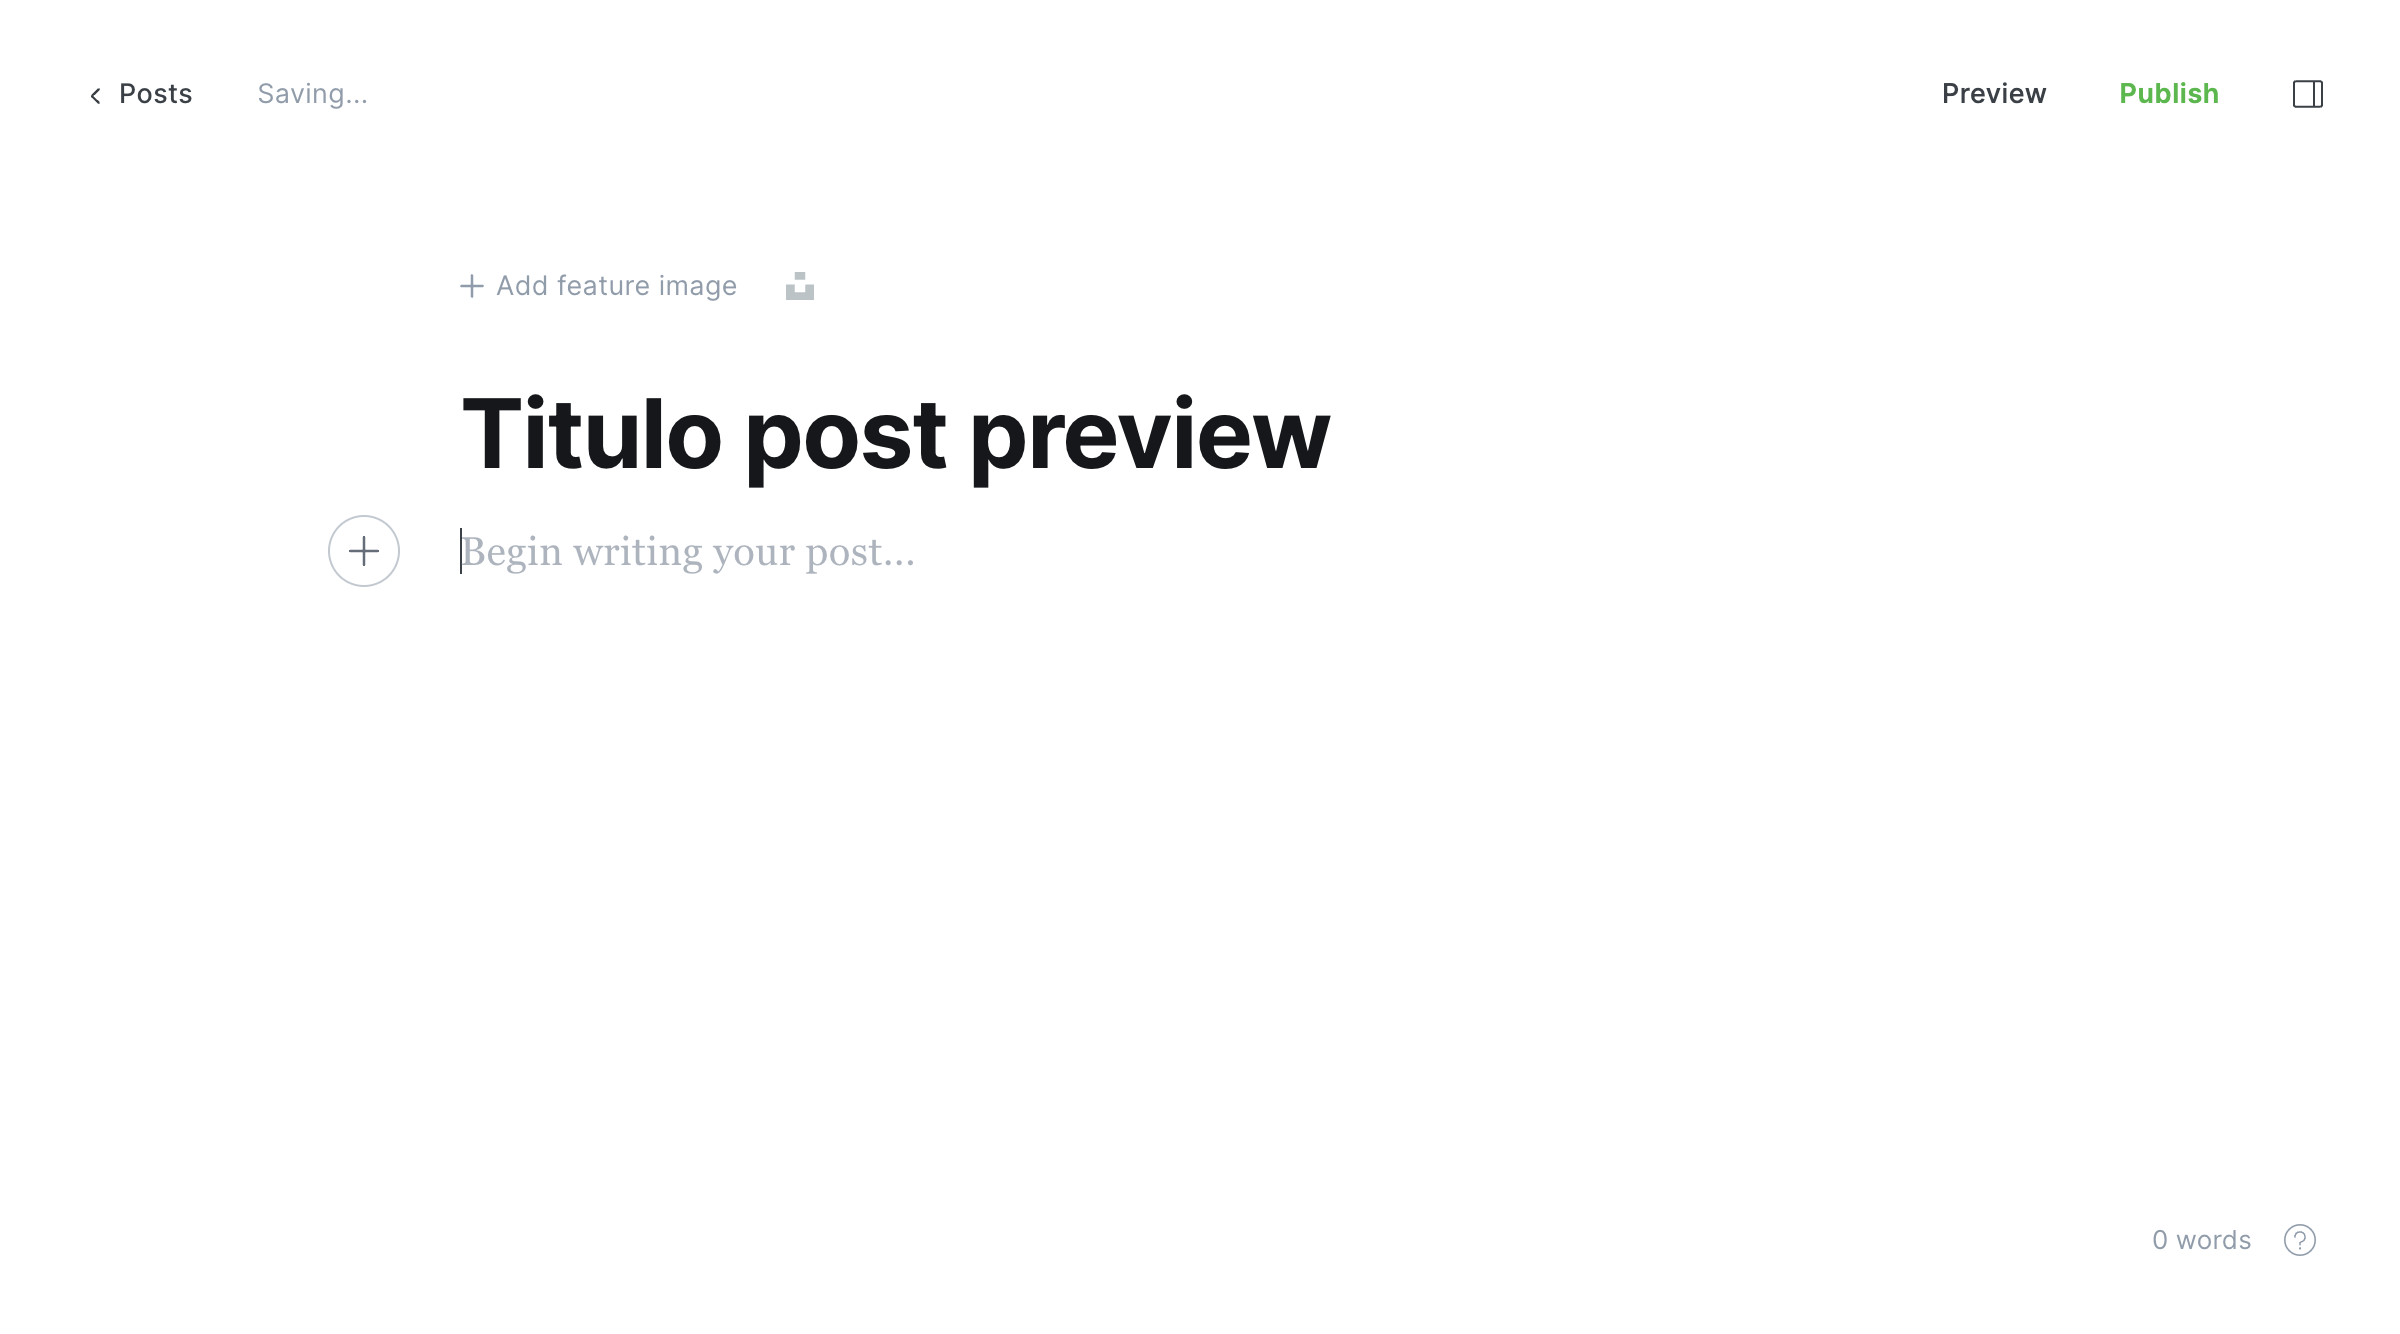 Posts Saving...
Preview Publish
Add feature image
Titulo post preview
Begin writing your post...
0 words ?